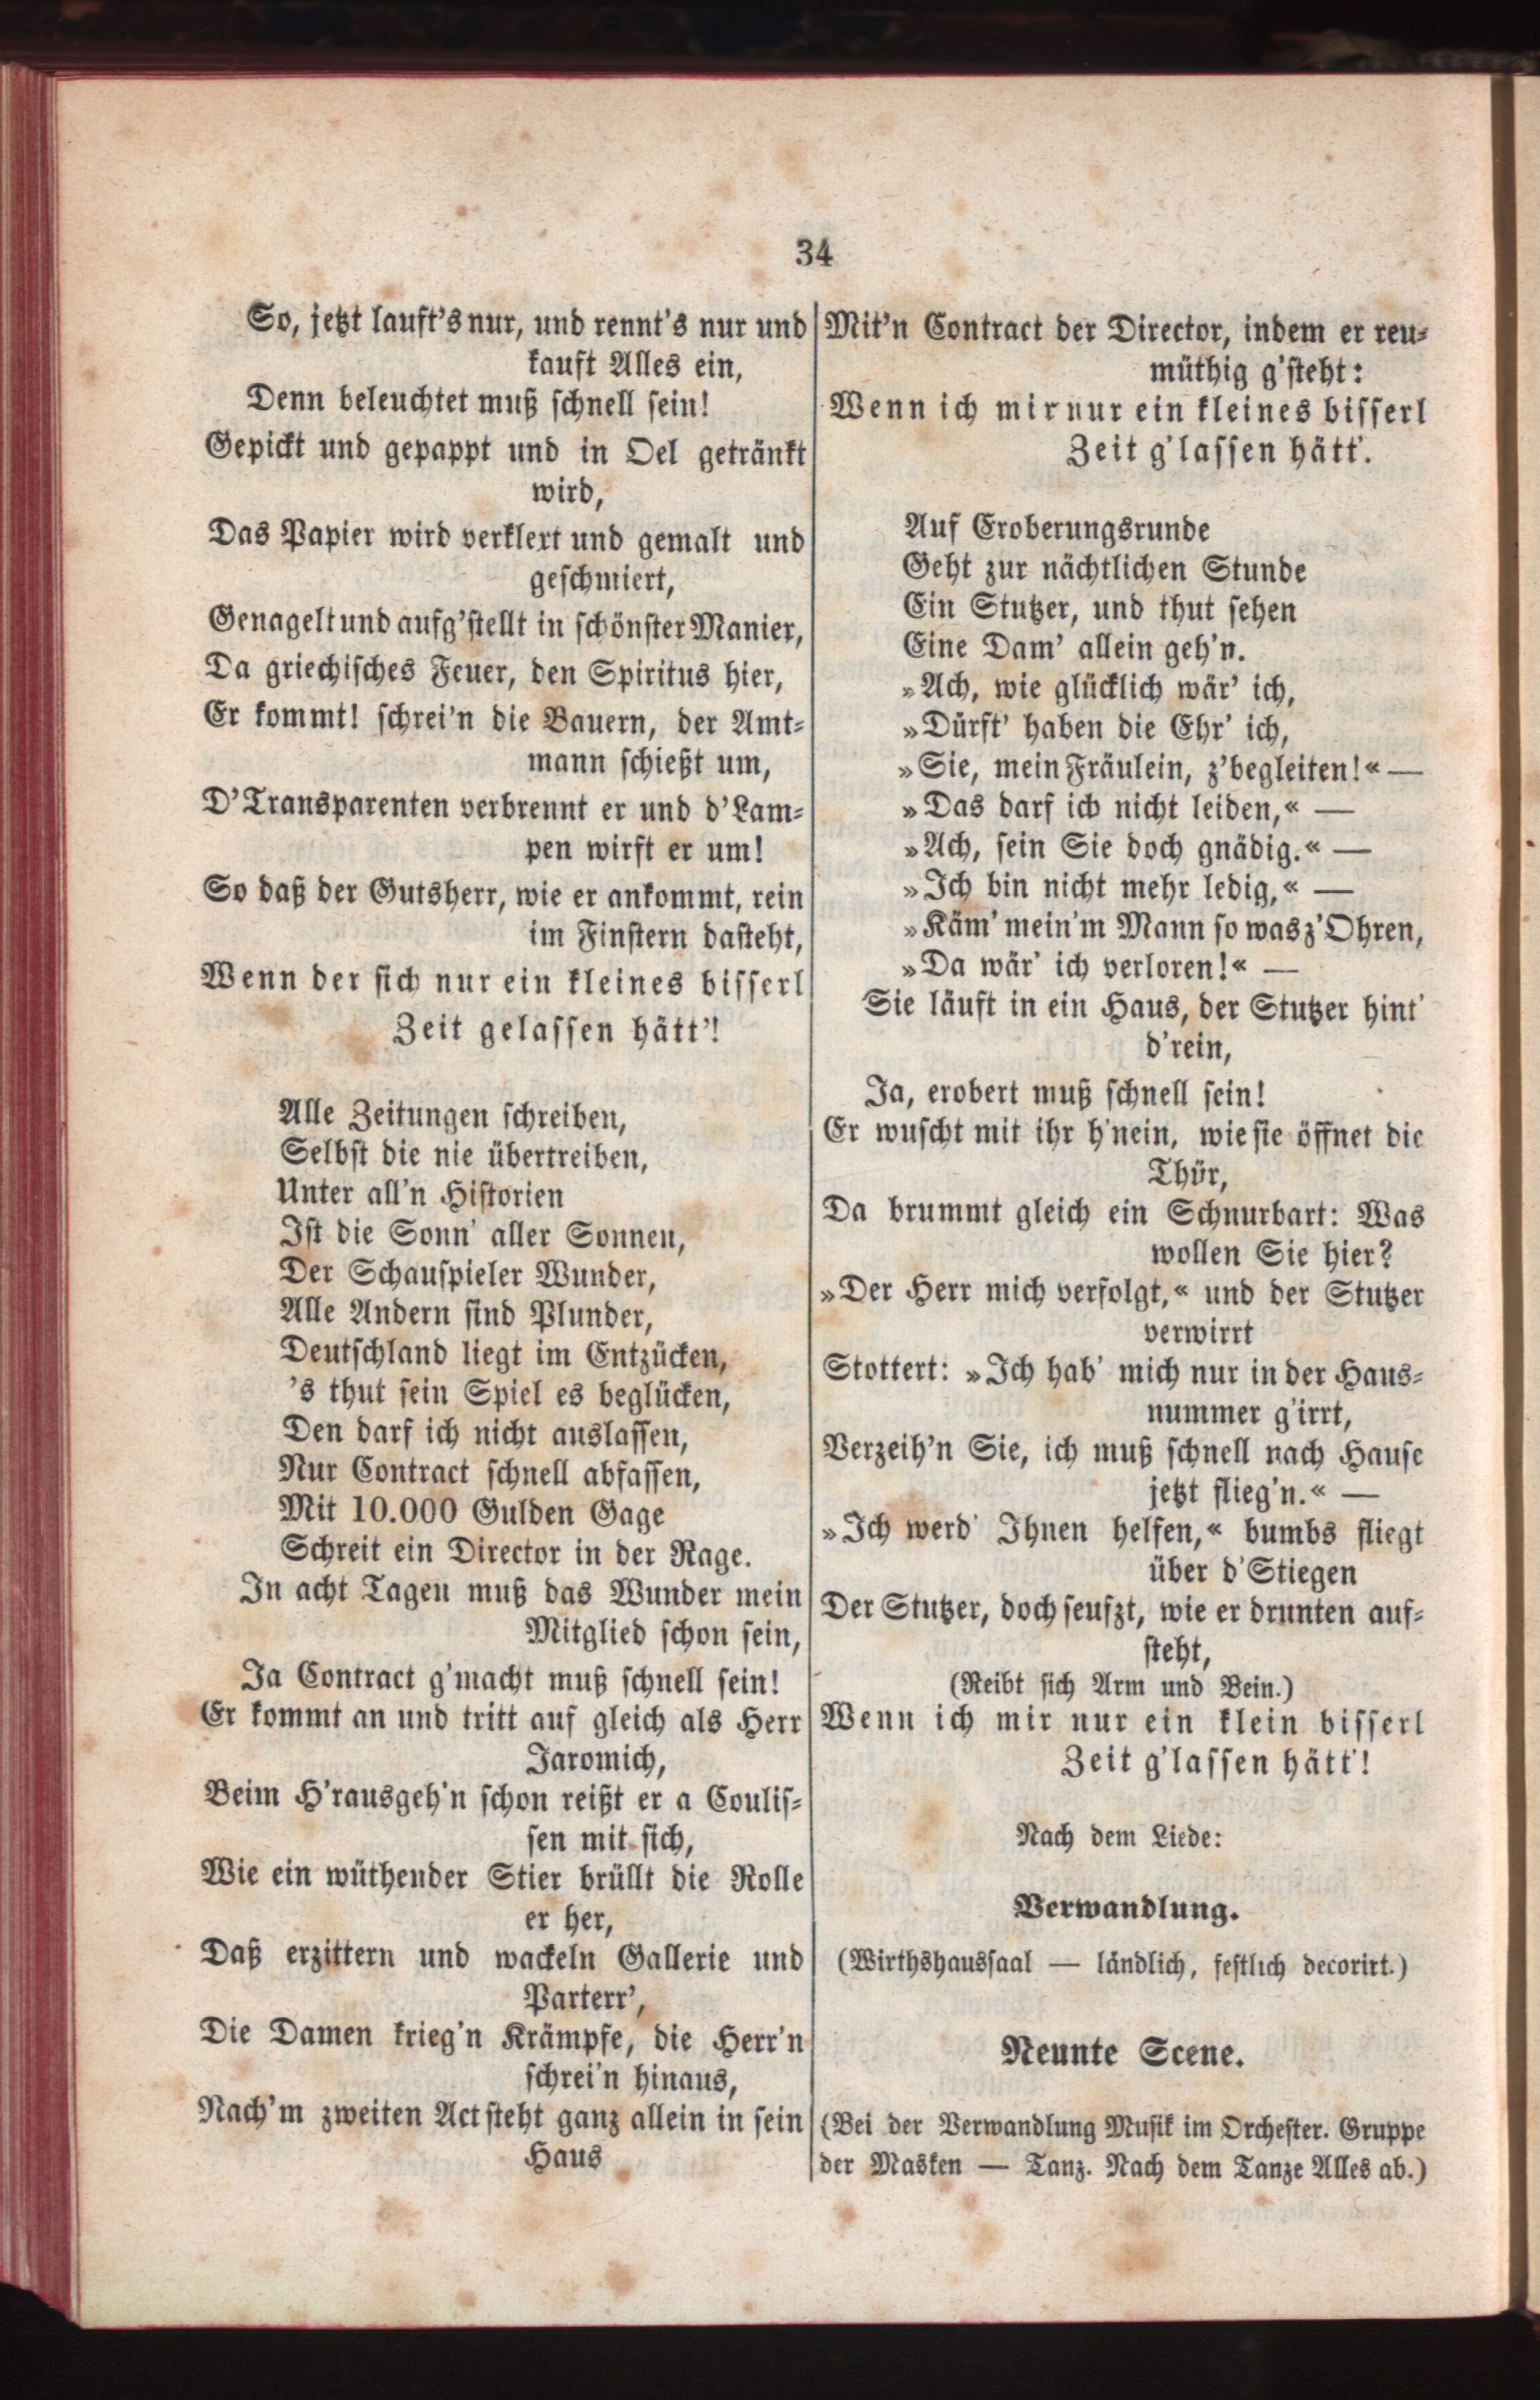 34
So, jetzt lauft's nur, und rennt's nur und
kauft Alles ein,
Denn beleuchtet muß schnell sein!
Gepickt und gepappt und in Oel getränkt
wird,
Das Papier wird verklext und gemalt und
geschmiert,
Genagelt und aufg'stellt in schönster Manier,
Da griechisches Feuer, den Spiritus hier,
Er kommt! schrei'n die Bauern, der Amt-
mann schießt um,
D'Transparenten verbrennt er und d'Lam-
pen wirft er um!
So daß der Gutsherr, wie er ankommt, rein
im Finstern dasteht,
Wenn der sich nur ein kleines bisserl
Zeit gelassen hätt'!
Alle Zeitungen schreiben,
Selbst die nie übertreiben,
Unter all'n Historien
Ist die Sonn' aller Sonnen,
Der Schauspieler Wunder,
Alle Andern sind Plunder,
Deutschland liegt im Entzücken,
's thut sein Spiel es beglücken,
Den darf ich nicht auslassen,
Nur Contract schnell abfassen,
Mit 10.000 Gulden Gage
Schreit ein Director in der Rage.
In acht Tagen muß das Wunder mein
Mitglied schon sein,
Ja Contract g'macht muß schnell sein!
Er kommt an und tritt auf gleich als Herr
Jaromich,
Beim H'rausgeh'n schon reißt er a Coulis-
sen mit sich,
Wie ein wüthender Stier brüllt die Rolle
er her,
Daß erzittern und wackeln Gallerie und
Parterr',
Die Damen krieg'n Krämpfe, die Herr'n
schrei'n hinaus,
Nach'm zweiten Act steht ganz allein in sein
Haus
Mit'n Contract der Director, indem er reu-
müthig g'steht:
Wenn ich mir nur ein kleines bisserl
Zeit g'lassen hätt'.
Auf Eroberungsrunde
Geht zur nächtlichen Stunde
Ein Stutzer, und thut sehen
Eine Dam' allein geh'n.
»Ach, wie glücklich wär' ich,
»Dürft' haben die Ehr' ich,
»Sie, mein Fräulein, z'begleiten!« —
»Das darf ich nicht leiden,« —
»Ach, sein Sie doch gnädig.« —
»Ich bin nicht mehr ledig,« —
»Käm' mein'm Mann so was z'Ohren,
»Da wär' ich verloren!« —
Sie läuft in ein Haus, der Stutzer hint'
d'rein,
Ja, erobert muß schnell sein!
Er wuscht mit ihr h'nein, wie sie öffnet die
Thür,
Da brummt gleich ein Schnurbart: Was
wollen Sie hier?
»Der Herr mich verfolgt,« und der Stutzer
verwirrt
Stottert: »Ich hab' mich nur in der Haus-
nummer g'irrt,
Verzeih'n Sie, ich muß schnell nach Hause
jetzt flieg'n.« —
»Ich werd' Ihnen helfen,« bumbs fliegt
über d'Stiegen
Der Stutzer, doch seufzt, wie er drunten auf-
steht,
(Reibt sich Arm und Bein.)
Wenn ich mir nur ein klein bisserl
Zeit g'lassen hätt'!
Nach dem Liede:
Verwandlung.
(Wirthshaussaal — ländlich, festlich decorirt.)
Neunte Scene.
(Bei der Verwandlung Musik im Orchester. Gruppe
der Masken — Tanz. Nach dem Tanze Alles ab.)